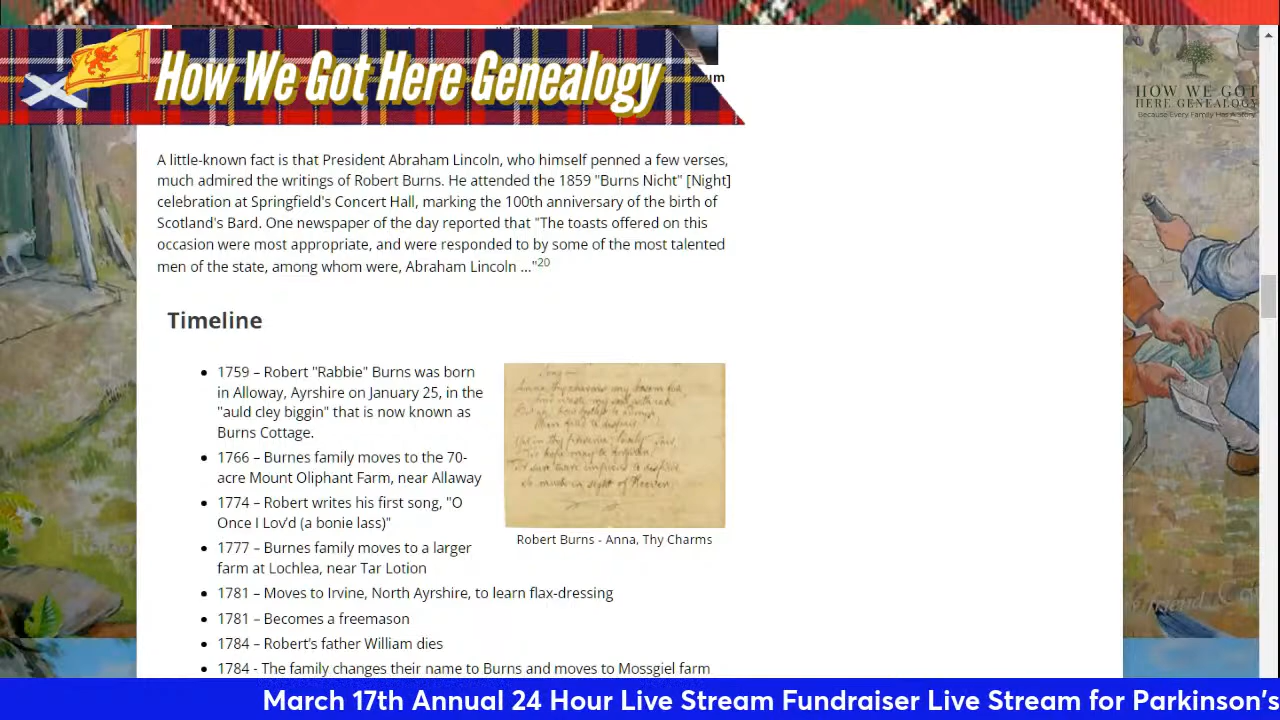 How We Got Here Genealogy
um
HOW WE GOT
HERE GENEALOGY
Because Every Family Has A Story
A little-known fact is that President Abraham Lincoln, who himself penned a few verses,
much admired the writings of Robert Burns. He attended the 1859 "Burns Nicht" [Night]
celebration at Springfield's Concert Hall, marking the 100th anniversary of the birth of
Scotland's Bard. One newspaper of the day reported that "The toasts offered on this
occasion were most appropriate, and were responded to by some of the most talented
men of the state, among whom were, Abraham Lincoln ..."20
Timeline
• 1759 – Robert "Rabbie" Burns was born
in Alloway, Ayrshire on January 25, in the
"auld cley biggin" that is now known as
Burns Cottage.
• 1766 – Burnes family moves to the 70-
acre Mount Oliphant Farm, near Allaway
• 1774 – Robert writes his first song, "O
Once I Lov'd (a bonie lass)"
• 1777 – Burnes family moves to a larger
farm at Lochlea, near Tar Lotion
Robert Burns - Anna, Thy Charms
• 1781 – Moves to Irvine, North Ayrshire, to learn flax-dressing
• 1781 – Becomes a freemason
• 1784 – Robert's father William dies
• 1784 - The family changes their name to Burns and moves to Mossgiel farm
March 17th Annual 24 Hour Live Stream Fundraiser Live Stream for Parkinson's